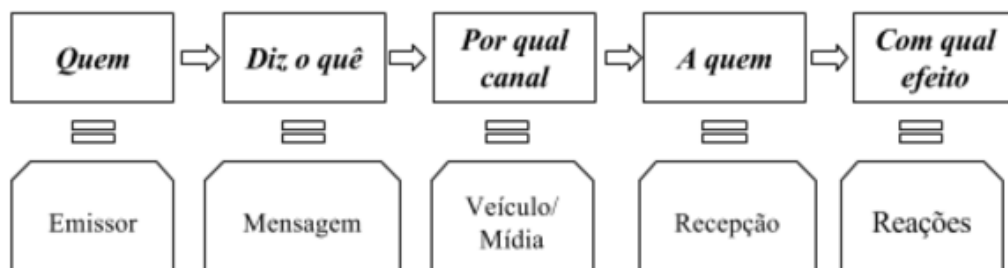 Quem
Diz o quê
Por qual
canal
A quem
Com qual
efeito
Emissor
Mensagem
Veículo/
Mídia
Recepção
Reações